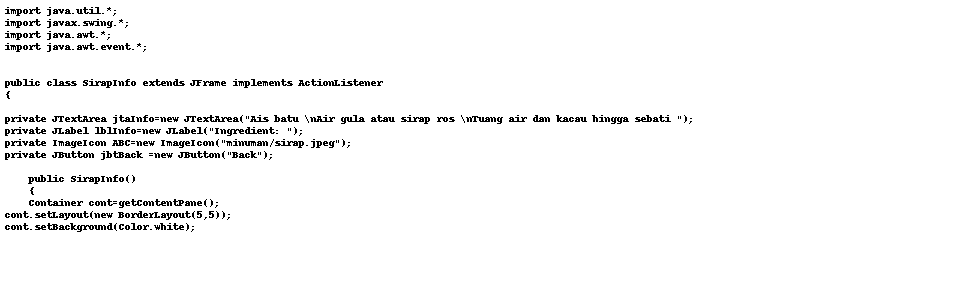 import java.util.*;
import javax.swing.*;
import java.awt.*;
import java.awt.event.*;
public class SirapInfo extends JFrame implements ActionListener
{
private JTextArea jtaInfo=new JTextArea("Ais batu \nAir gula atau sirap ros \nTuang air dan kacau hingga sebati ");
private JLabel lblInfo=new JLabel("Ingredient: ");
private ImageIcon ABC=new ImageIcon("minuman/sirap.jpeg");
private JButton jbtBack =new JButton("Back");
public SirapInfo()
{
Container cont=getContentPane();
cont.setLayout(new BorderLayout(5,5));
cont.setBackground(Color.white);